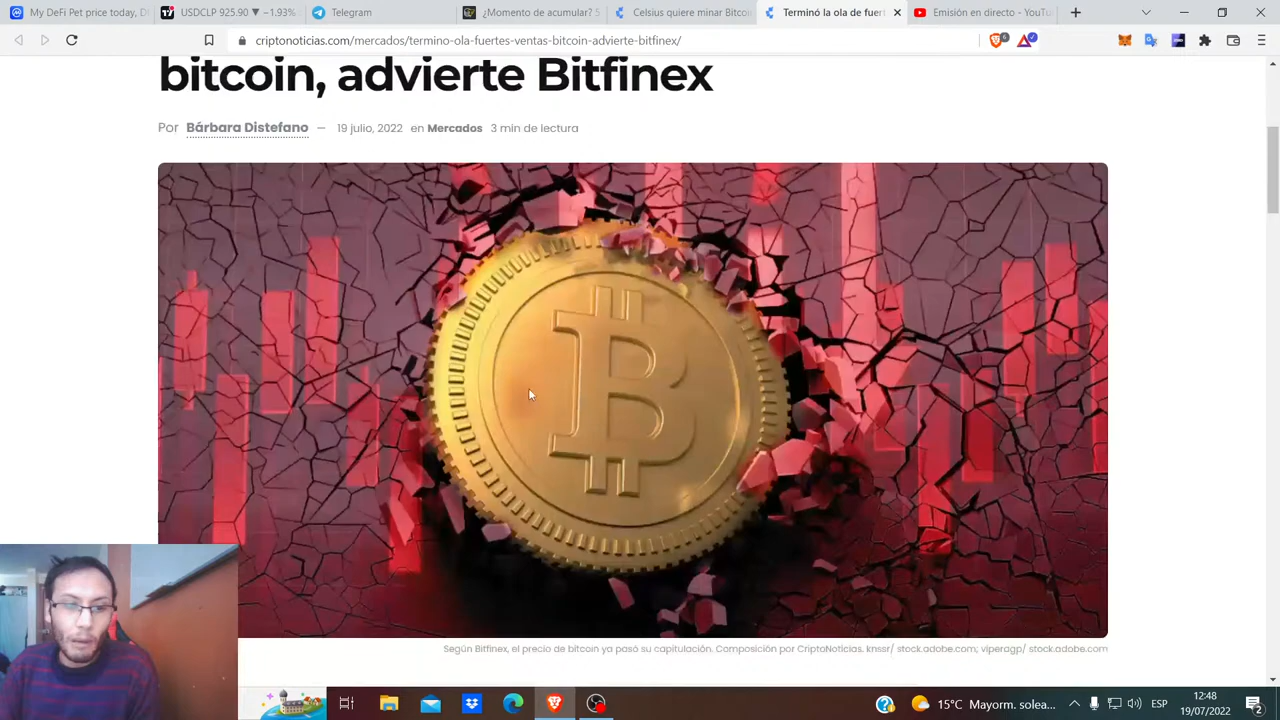 My DeFi Pet price today, D
USDCLP 925.90 ▼ −1.93%
Telegram
¿Momento de acumular? 5
Celsius quiere minar Bitcoi
Terminó la ola de fuert
Emisión en directo - YouTu
criptonoticias.com/mercados/termino-ola-fuertes-ventas-bitcoin-advierte-bitfinex/
bitcoin, advierte Bitfinex
Por Bárbara Distefano — 19 julio, 2022 en Mercados 3 min de lectura
Según Bitfinex, el precio de bitcoin ya pasó su capitulación. Composición por CriptoNoticias. knssr/ stock.adobe.com; viperagp/ stock.adobe.com
15°C Mayorm. solea...
ESP
12:48
19/07/2022
2